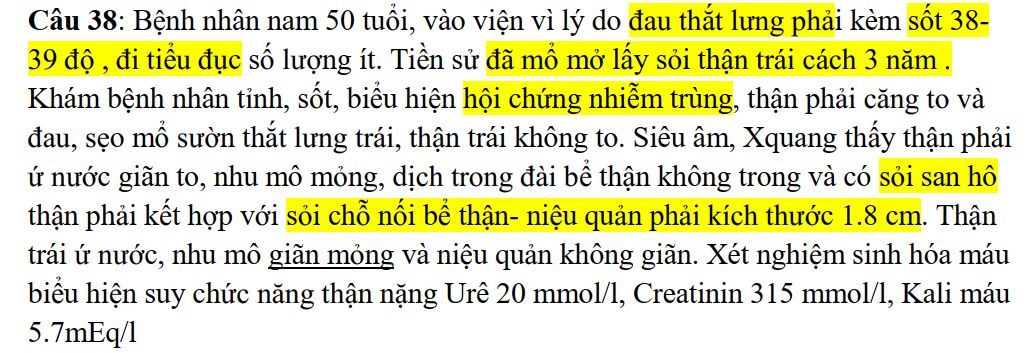 Câu 38: Bệnh nhân nam 50 tuổi, vào viện vì lý do đau thắt lưng phải kèm sốt 38-
39 độ , đi tiểu đục số lượng ít. Tiền sử đã mổ mở lấy sỏi thận trái cách 3 năm .
Khám bệnh nhân tỉnh, sốt, biểu hiện hội chứng nhiễm trùng, thận phải căng to và
đau, sẹo mổ sườn thắt lưng trái, thận trái không to. Siêu âm, Xquang thấy thận phải
ứ nước giãn to, nhu mô mỏng, dịch trong đài bể thận không trong và có sỏi san hô
thận phải kết hợp với sỏi chỗ nối bể thận- niệu quản phải kích thước 1.8 cm. Thận
trái ứ nước, nhu mô giãn mỏng và niệu quản không giãn. Xét nghiệm sinh hóa máu
biểu hiện suy chức năng thận nặng Urê 20 mmol/l, Creatinin 315 mmol/l, Kali máu
5.7mEq/l